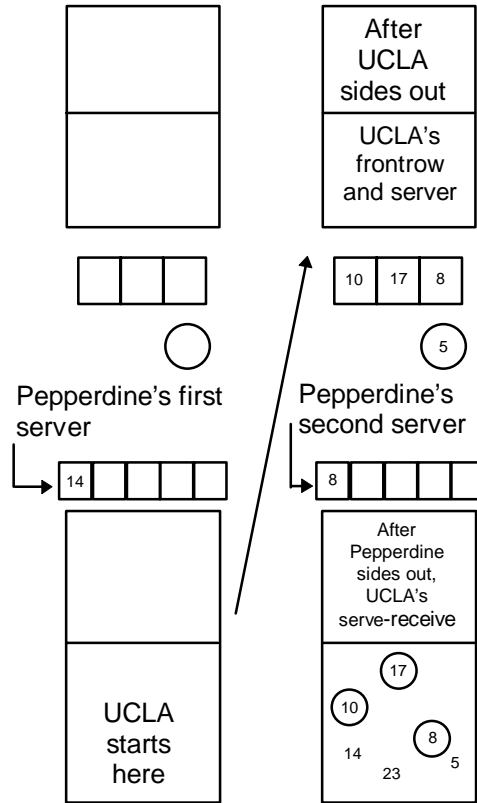 After
UCLA
sides out
UCLA's
frontrow
and server
10 17 8
5
Pepperdine's first
server
14
Pepperdine's
second server
8
UCLA
starts
here
After
Pepperdine
sides out,
UCLA's
serve-receive
17
10
8
14
5
23